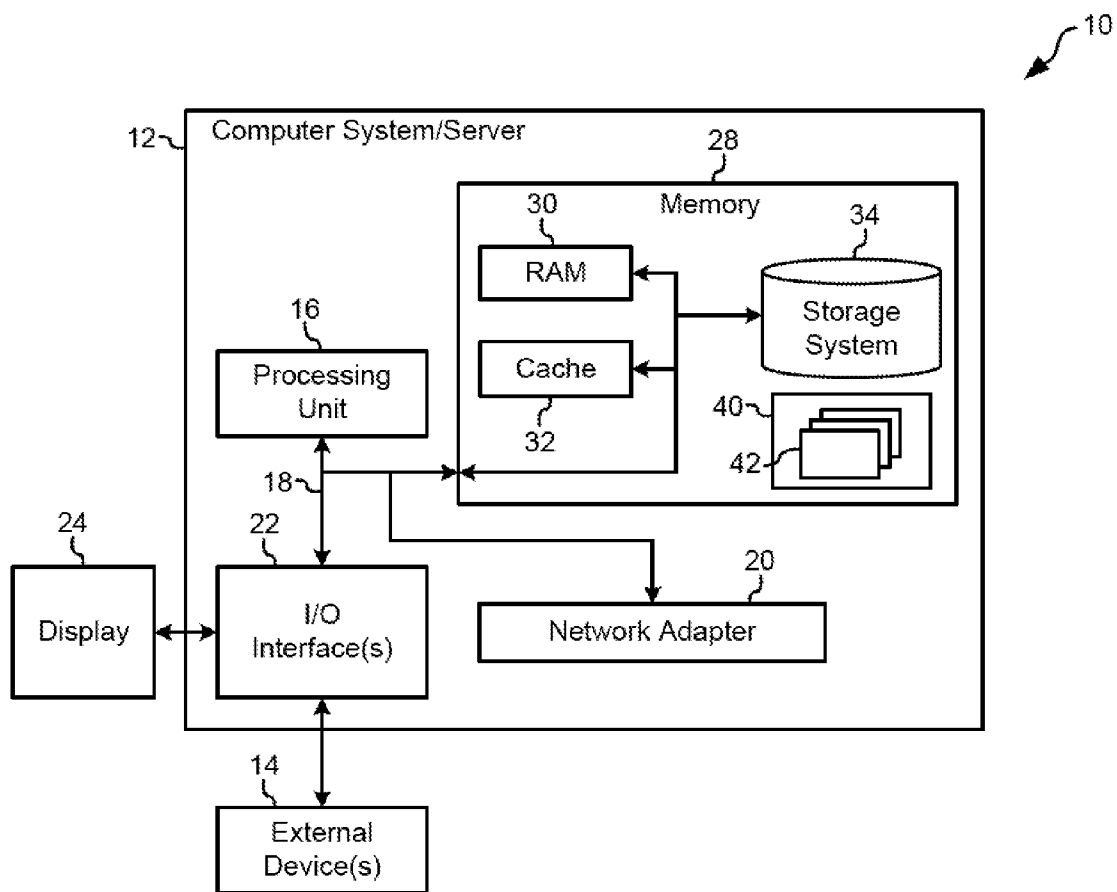 10
12
Computer System/Server
28
Memory
30
RAM
34
Storage
System
16
Processing
Unit
Cache
32
40
42
18
24
22
20
Display
I/O
Interface(s)
Network Adapter
14
External
Device(s)